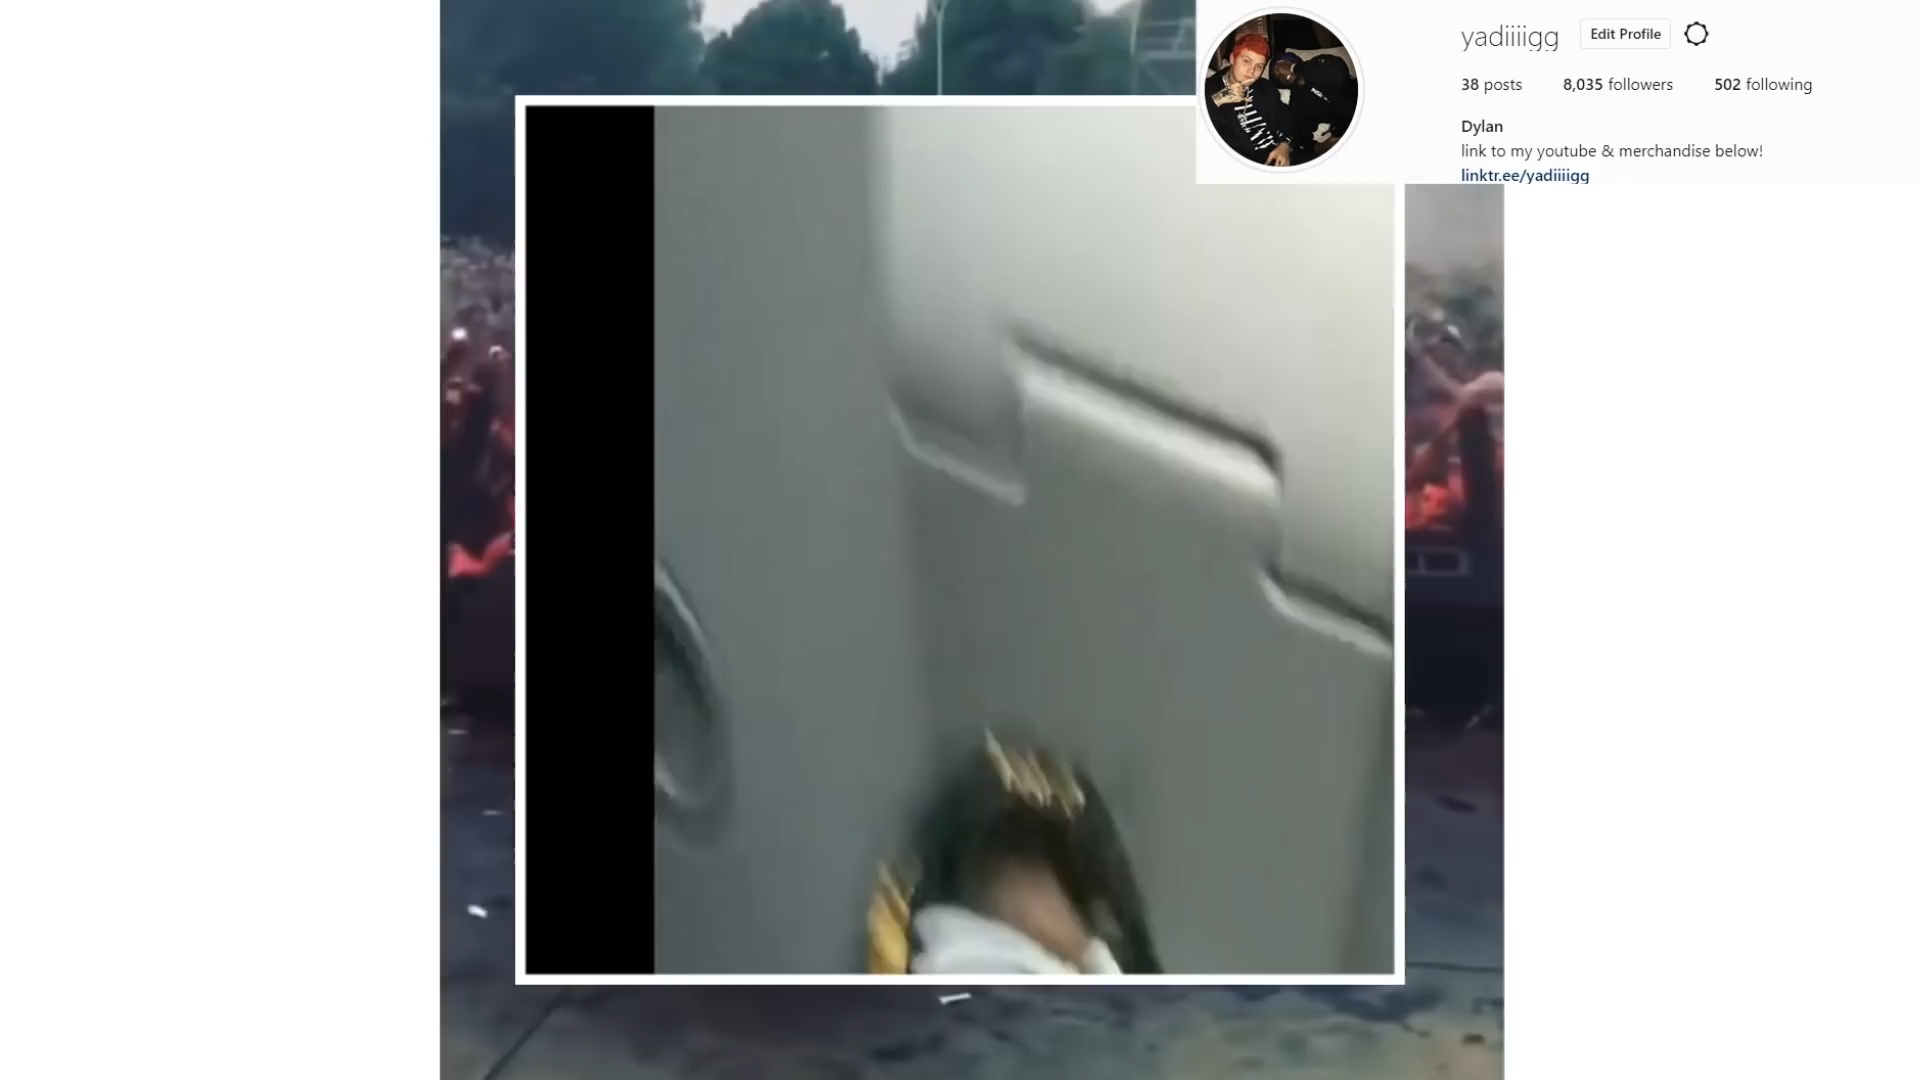 yadiiiigg Edit Profile
38 posts 8,035 followers 502 following
Dylan
link to my youtube & merchandise below!
linktr.ee/yadiiiigg